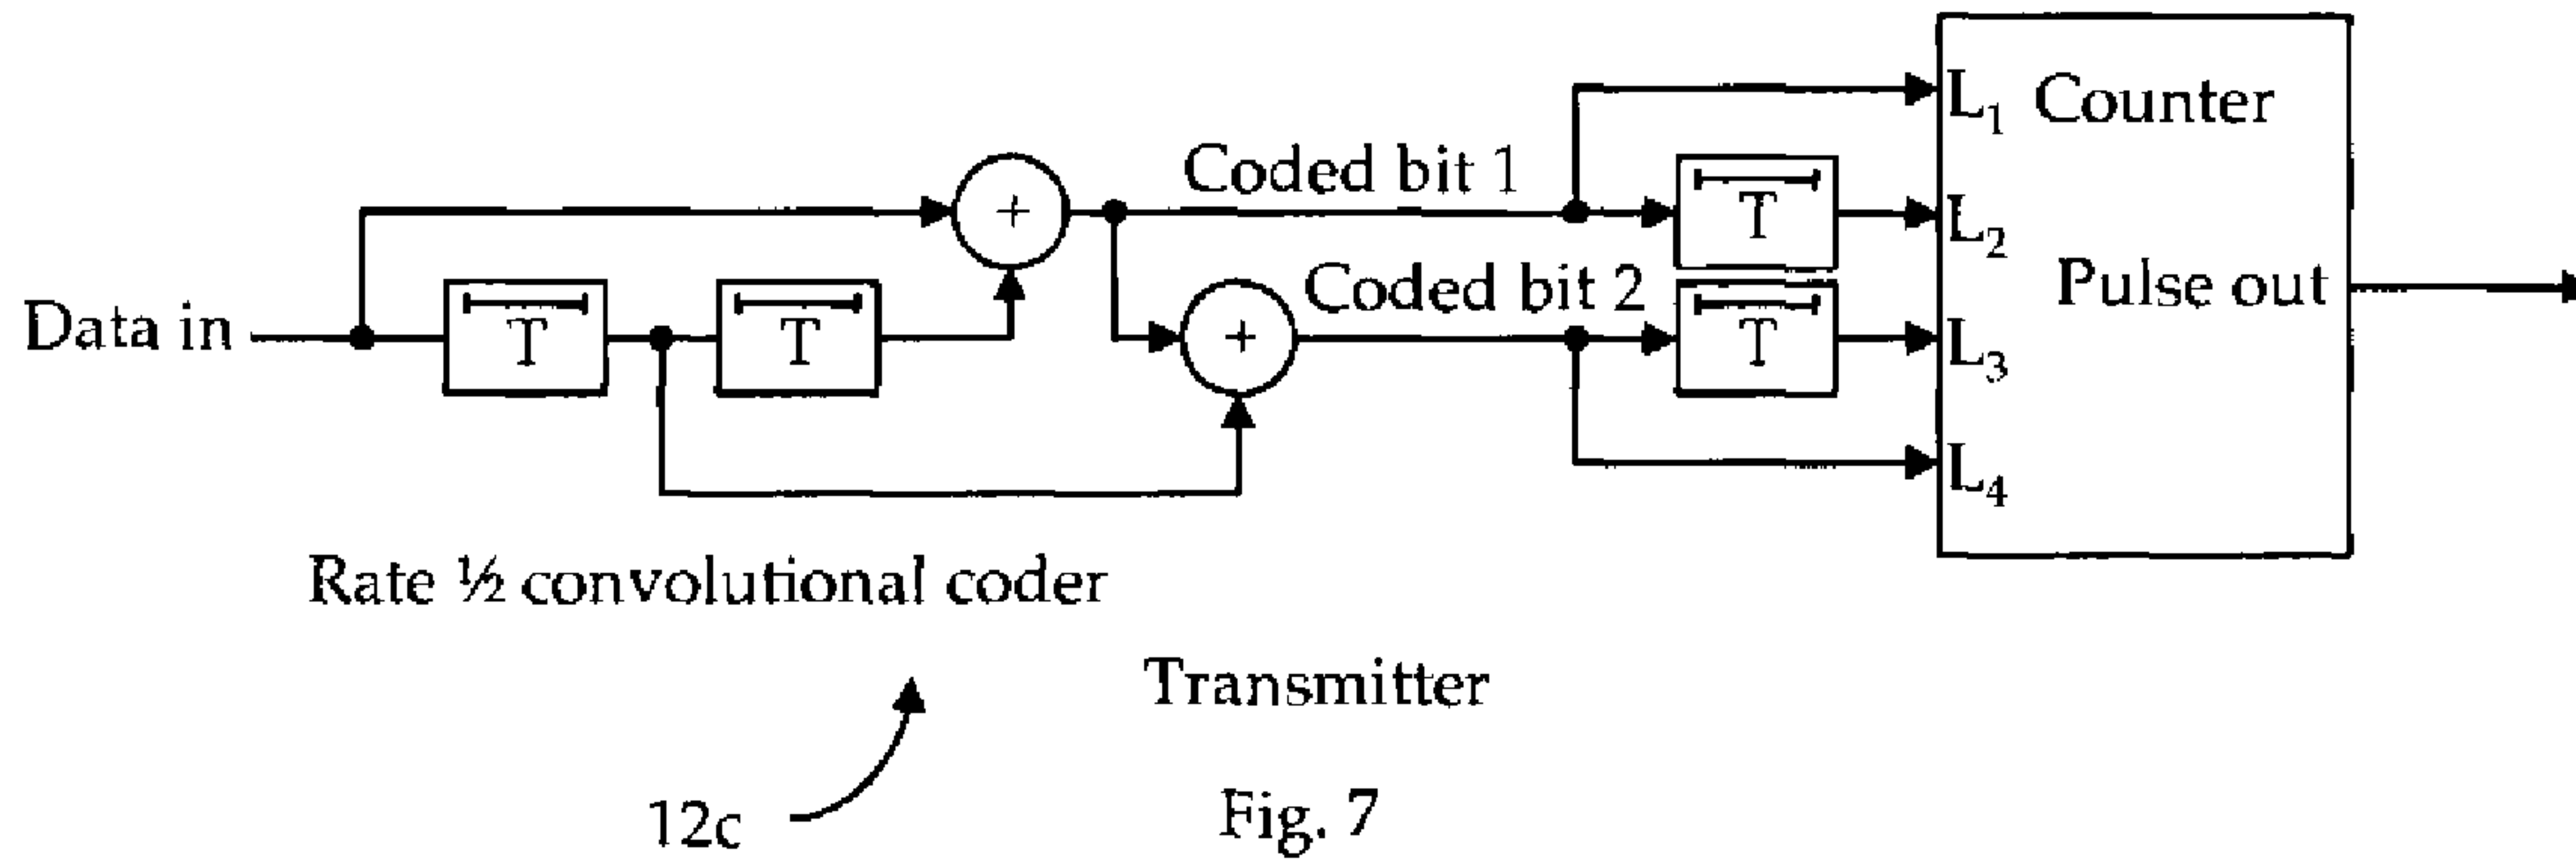 L₁ Counter
Coded bit 1
T
L₂
Data in
T
T
Coded bit 2
T
L₃
Pulse out
L₄
Rate ½ convolutional coder
Transmitter
12c
Fig. 7
+
+